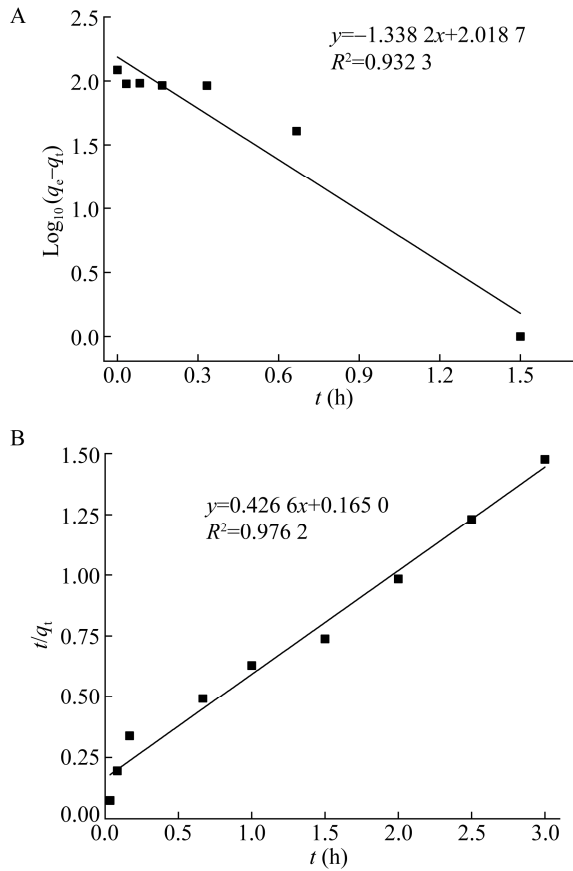 A
y=−1.338 2x+2.018 7
R²=0.932 3
2.5
2.0
1.5
1.0
2.5
0.0
Log₁₀ (qₑ−qₜ)
0.0 0.3 0.6 0.9 1.2 1.5
t (h)
B
y=0.426 6x+0.165 0
R²=0.976 2
1.50
1.25
1.00
0.75
0.50
0.25
0.00
t/qₜ
0.0 0.5 1.0 1.5 2.0 2.5 3.0
t (h)